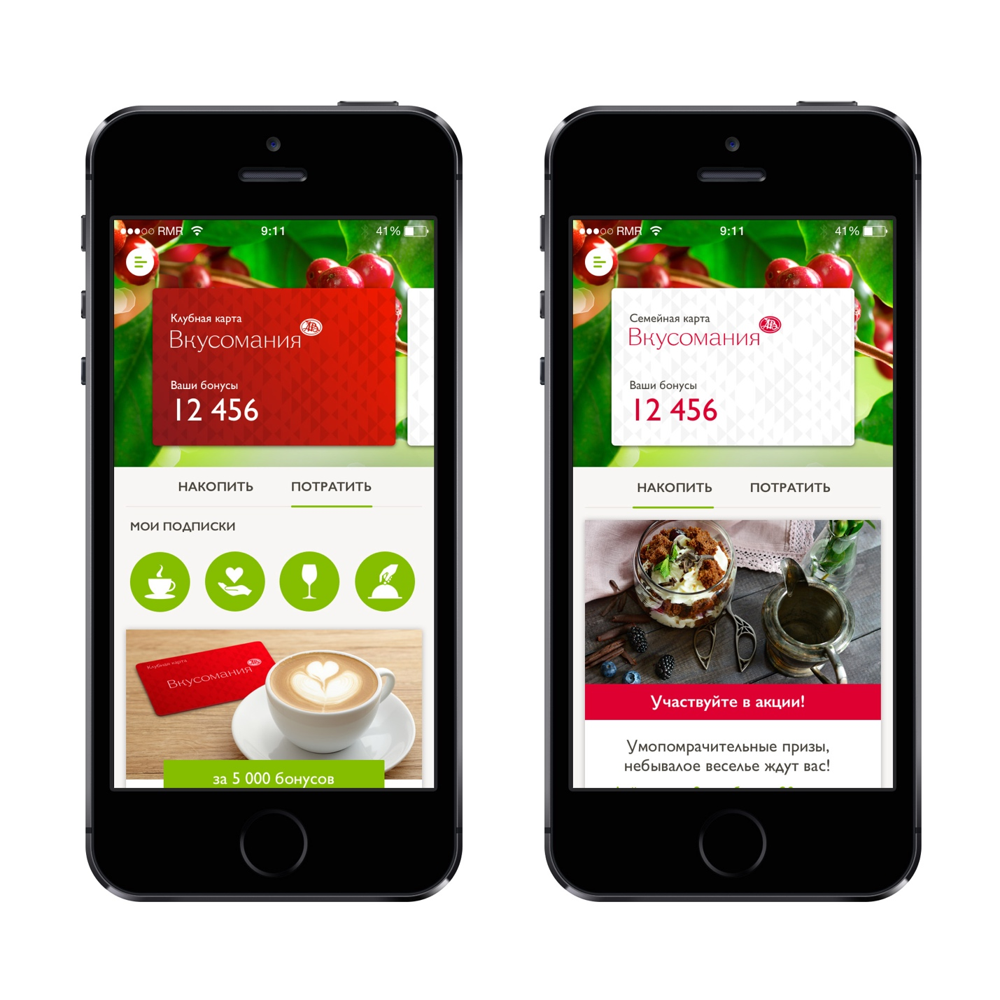 RMR 9:11 41%
Клубная карта
Вкусомания
АРВ
Ваши бонусы
12 456
НАКОПИТЬ ПОТРАТИТЬ
МОИ ПОДПИСКИ
Клубная карта
Вкусомания
за 5 000 бонусов
RMR 9:11 41%
Семейная карта
Вкусомания
АРВ
Ваши бонусы
12 456
НАКОПИТЬ ПОТРАТИТЬ
Участвуйте в акции!
Умопомрачительные призы,
небывалое веселье ждут вас!